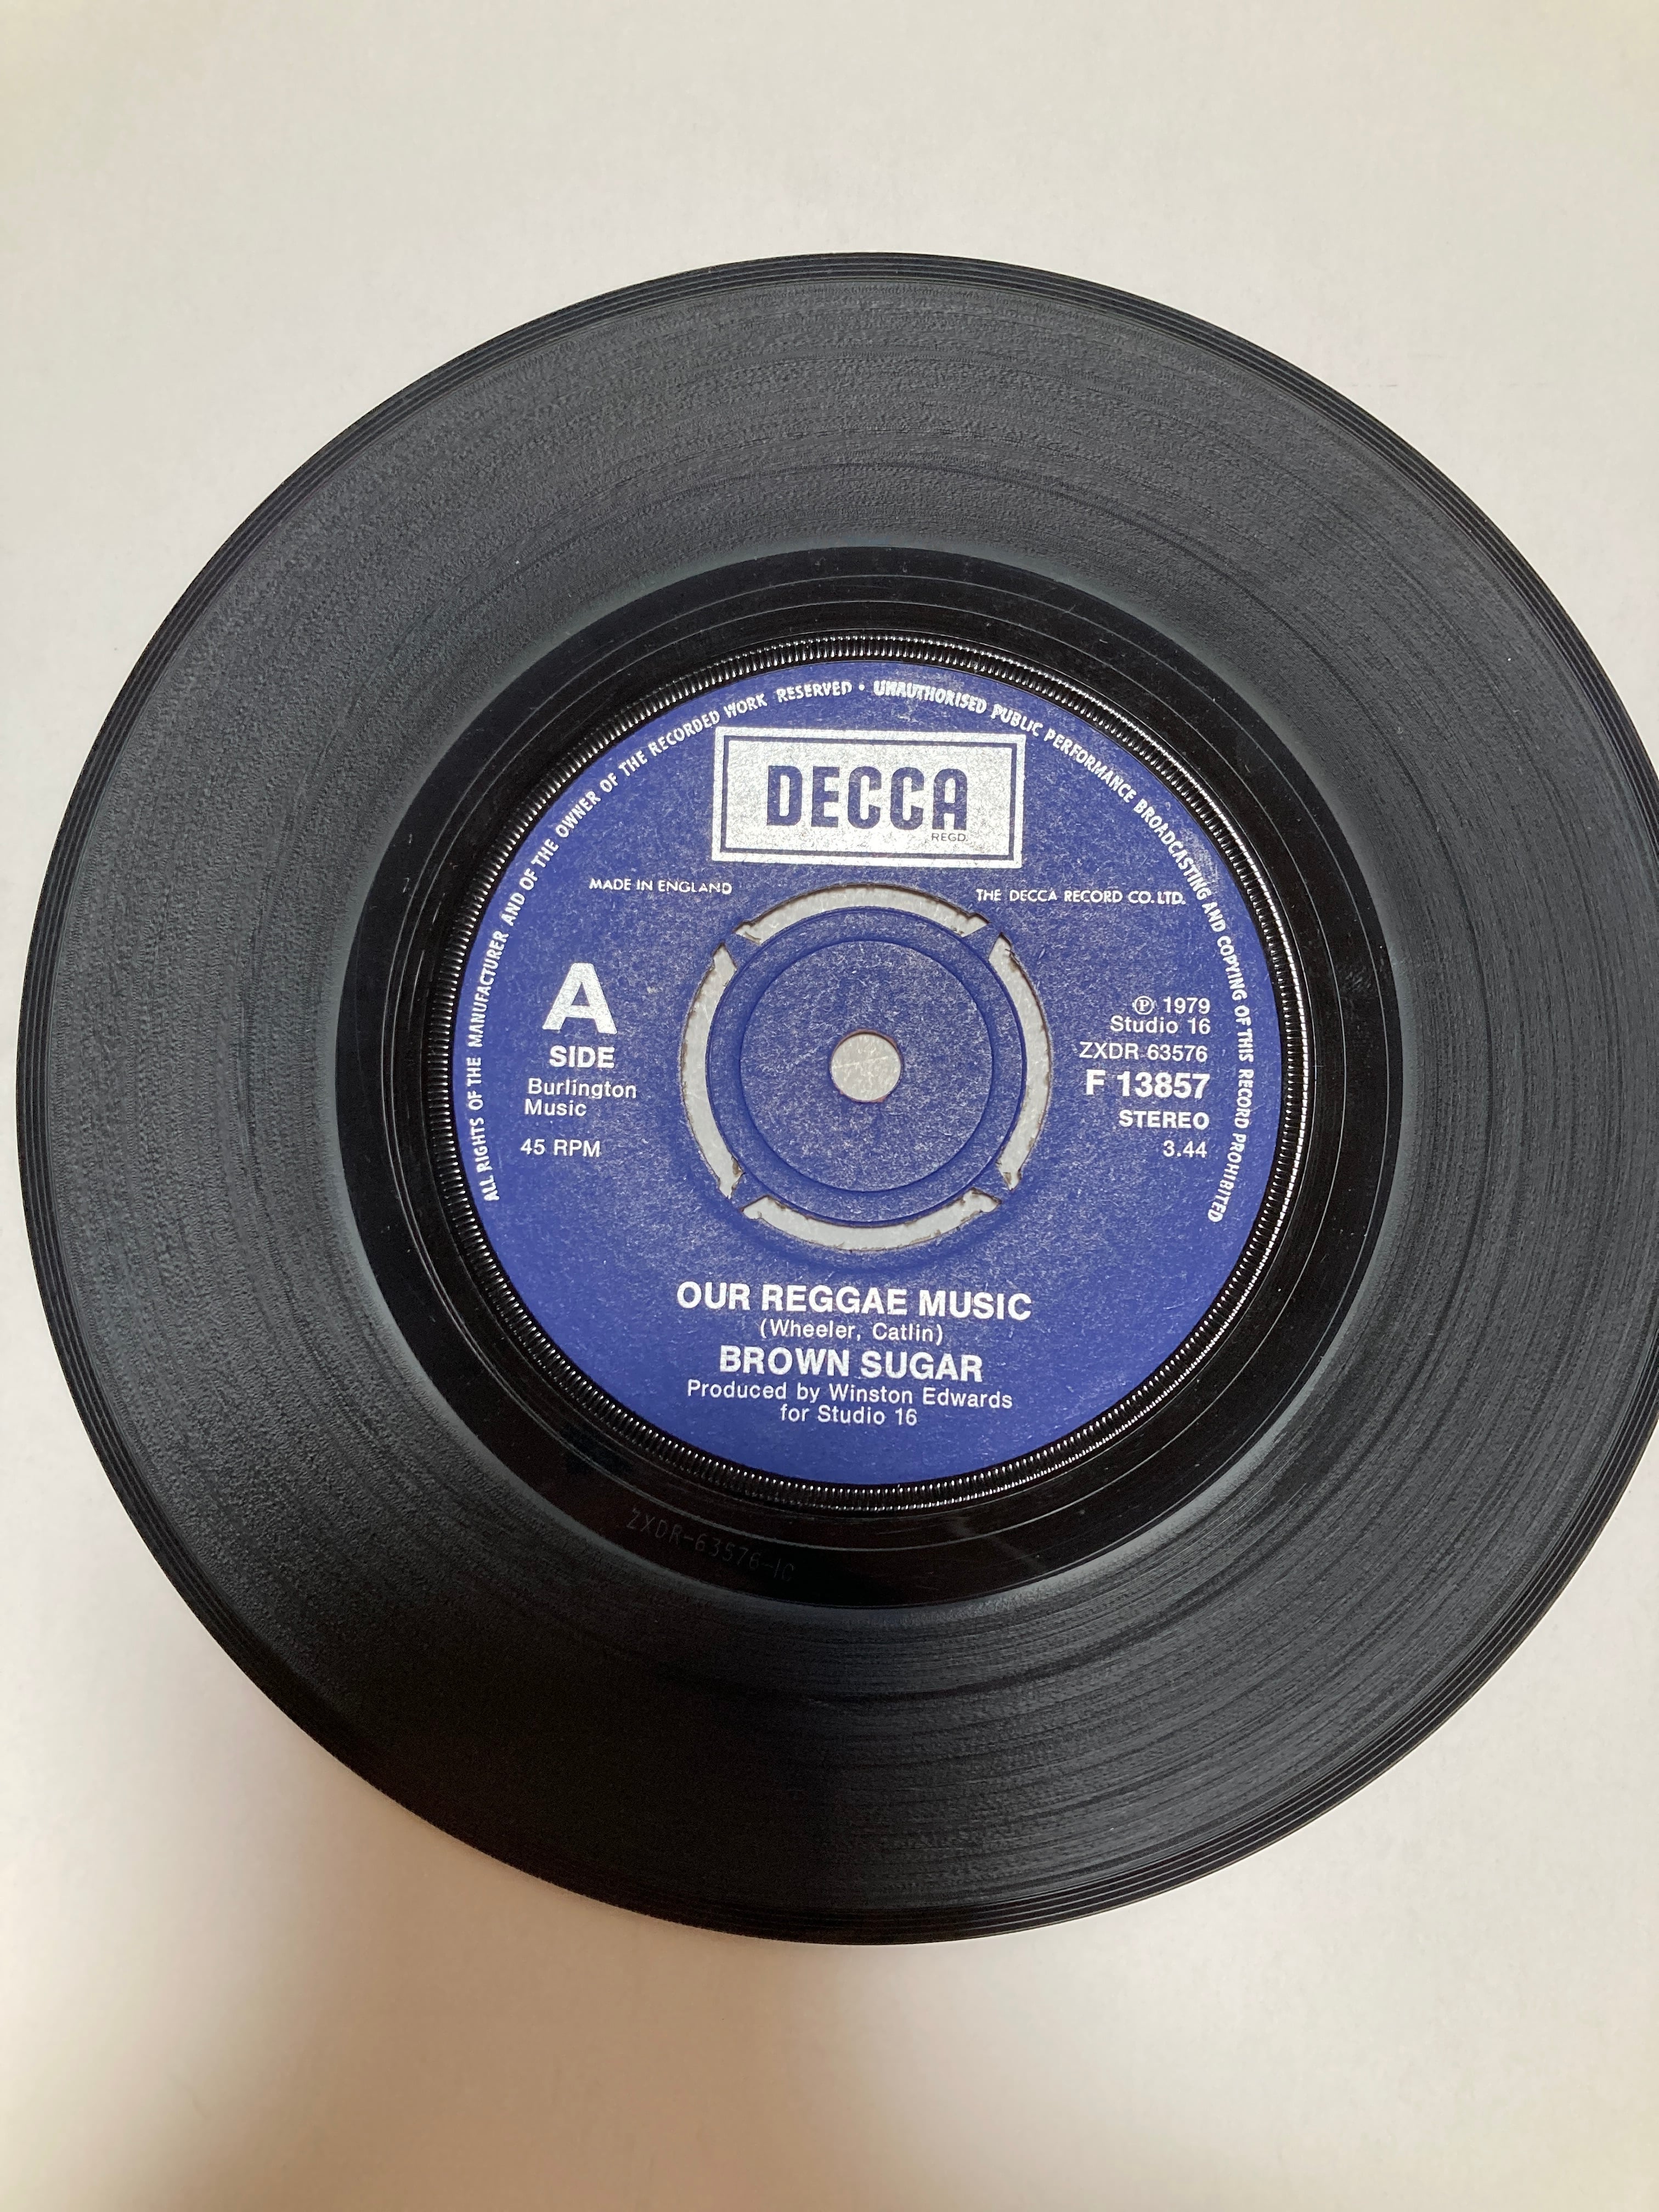 ALL RIGHTS OF THE MANUFACTURER AND OF THE OWNER OF THE RECORDED WORK RESERVED • UNAUTHORISED PUBLIC PERFORMANCE BROADCASTING AND COPYING OF THIS RECORD PROHIBITED
DECCA
REGD.
MADE IN ENGLAND
THE DECCA RECORD CO. LTD.
A
SIDE
Burlington
Music
45 RPM
℗ 1979
Studio 16
ZXDR 63576
F 13857
STEREO
3.44
OUR REGGAE MUSIC
(Wheeler, Catlin)
BROWN SUGAR
Produced by Winston Edwards
for Studio 16
ZXDR-63576-1C